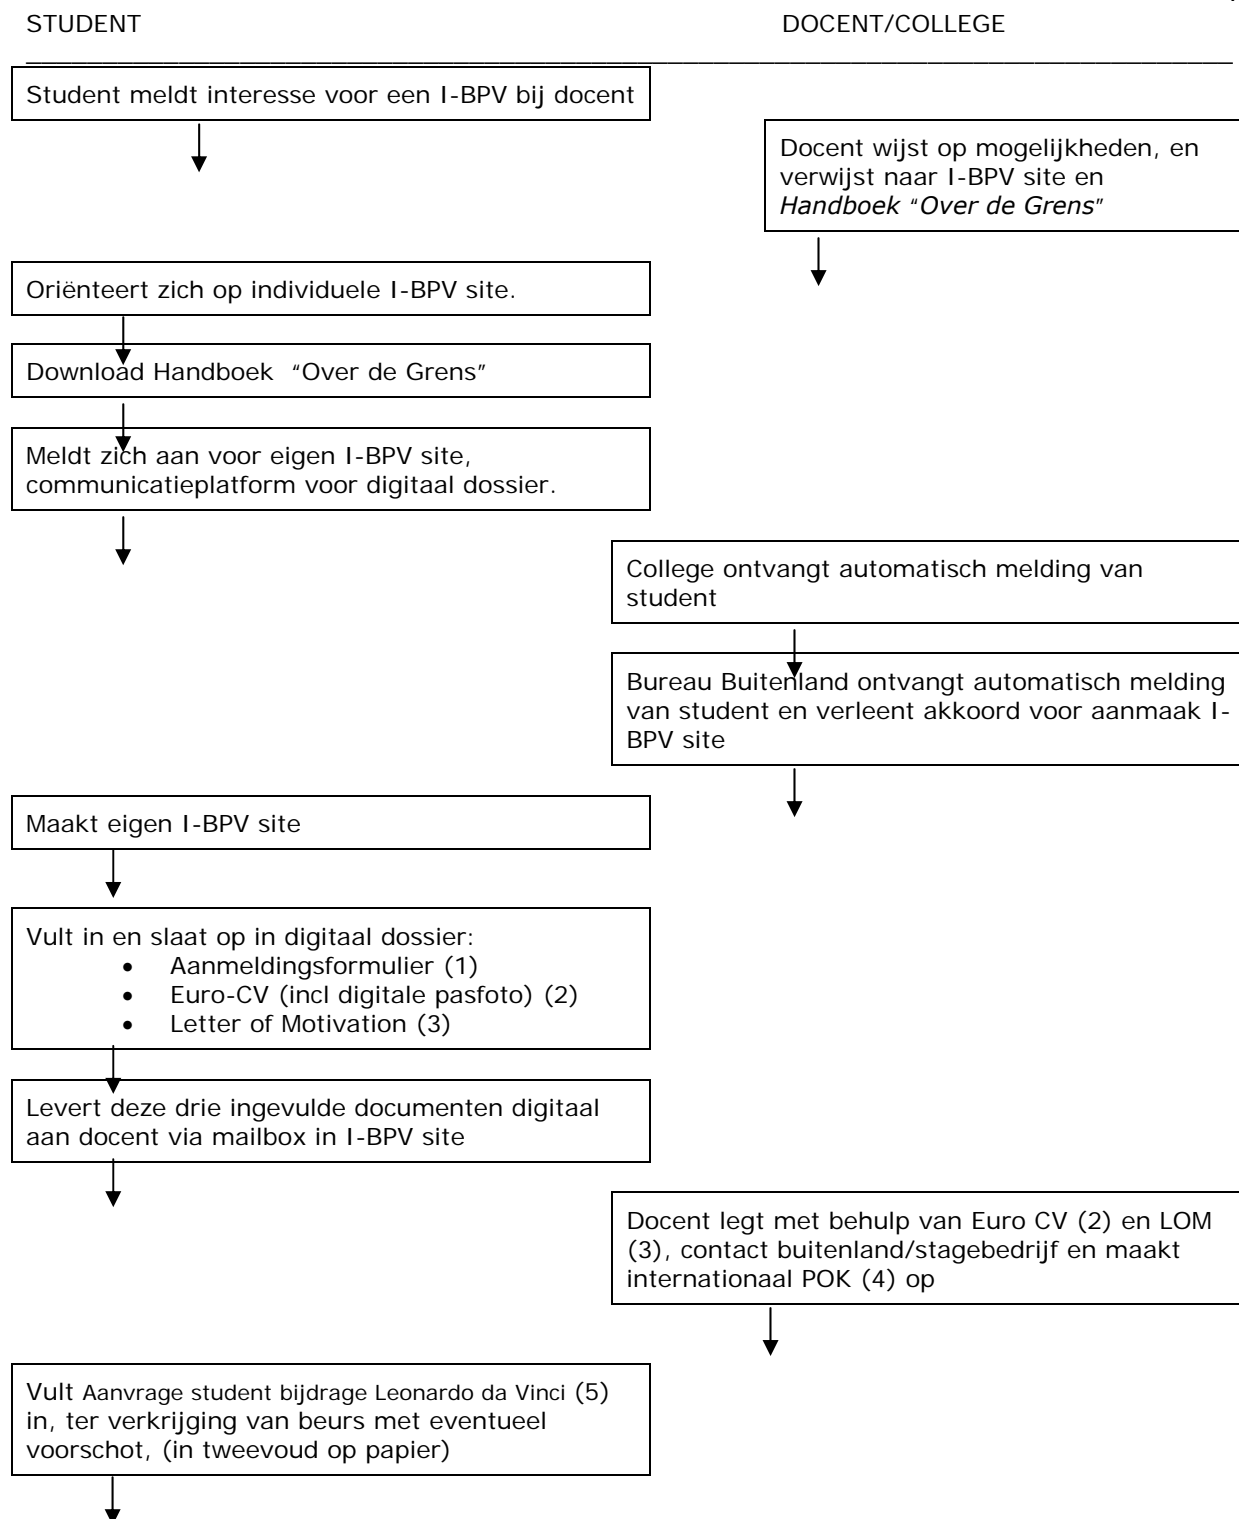 STUDENT DOCENT/COLLEGE
Student meldt interesse voor een I-BPV bij docent
Docent wijst op mogelijkheden, en
verwijst naar I-BPV site en
Handboek "Over de Grens"
Oriënteert zich op individuele I-BPV site.
Download Handboek "Over de Grens"
Meldt zich aan voor eigen I-BPV site,
communicatieplatform voor digitaal dossier.
College ontvangt automatisch melding van
student
Bureau Buitenland ontvangt automatisch melding
van student en verleent akkoord voor aanmaak I-
BPV site
Maakt eigen I-BPV site
Vult in en slaat op in digitaal dossier:
• Aanmeldingsformulier (1)
• Euro-CV (incl digitale pasfoto) (2)
• Letter of Motivation (3)
Levert deze drie ingevulde documenten digitaal
aan docent via mailbox in I-BPV site
Docent legt met behulp van Euro CV (2) en LOM
(3), contact buitenland/stagebedrijf en maakt
internationaal POK (4) op
Vult Aanvrage student bijdrage Leonardo da Vinci (5)
in, ter verkrijging van beurs met eventueel
voorschot, (in tweevoud op papier)